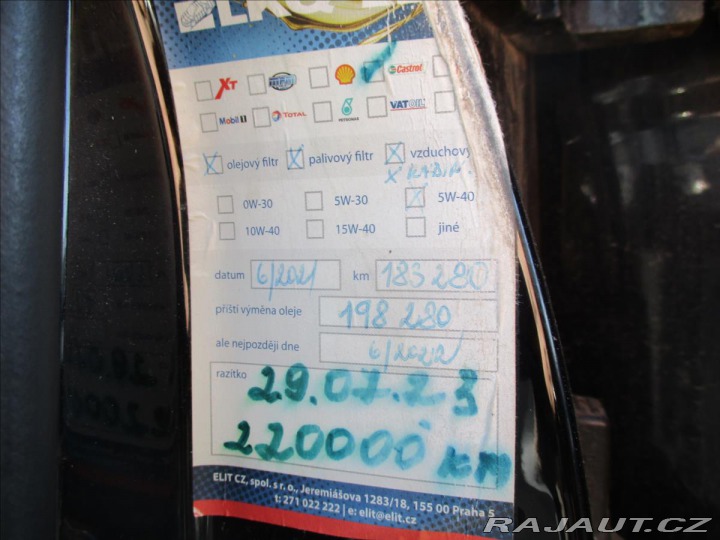 XT Castrol
Mobil 1 TOTAL PETRONAS VATOIL
olejový filtr palivový filtr vzduchový
x KABIN.
0W-30 5W-30 5W-40
10W-40 15W-40 jiné
datum 6/2021 km 183 280
příští výměna oleje 198 280
ale nejpozději dne 6/2022
razítko 29.07.23
220000 km
ELIT CZ, spol. s r. o., Jeremiášova 1283/18, 155 00 Praha 5
t: 271 022 222 | e: elit@elit.cz
RAJAUT.CZ